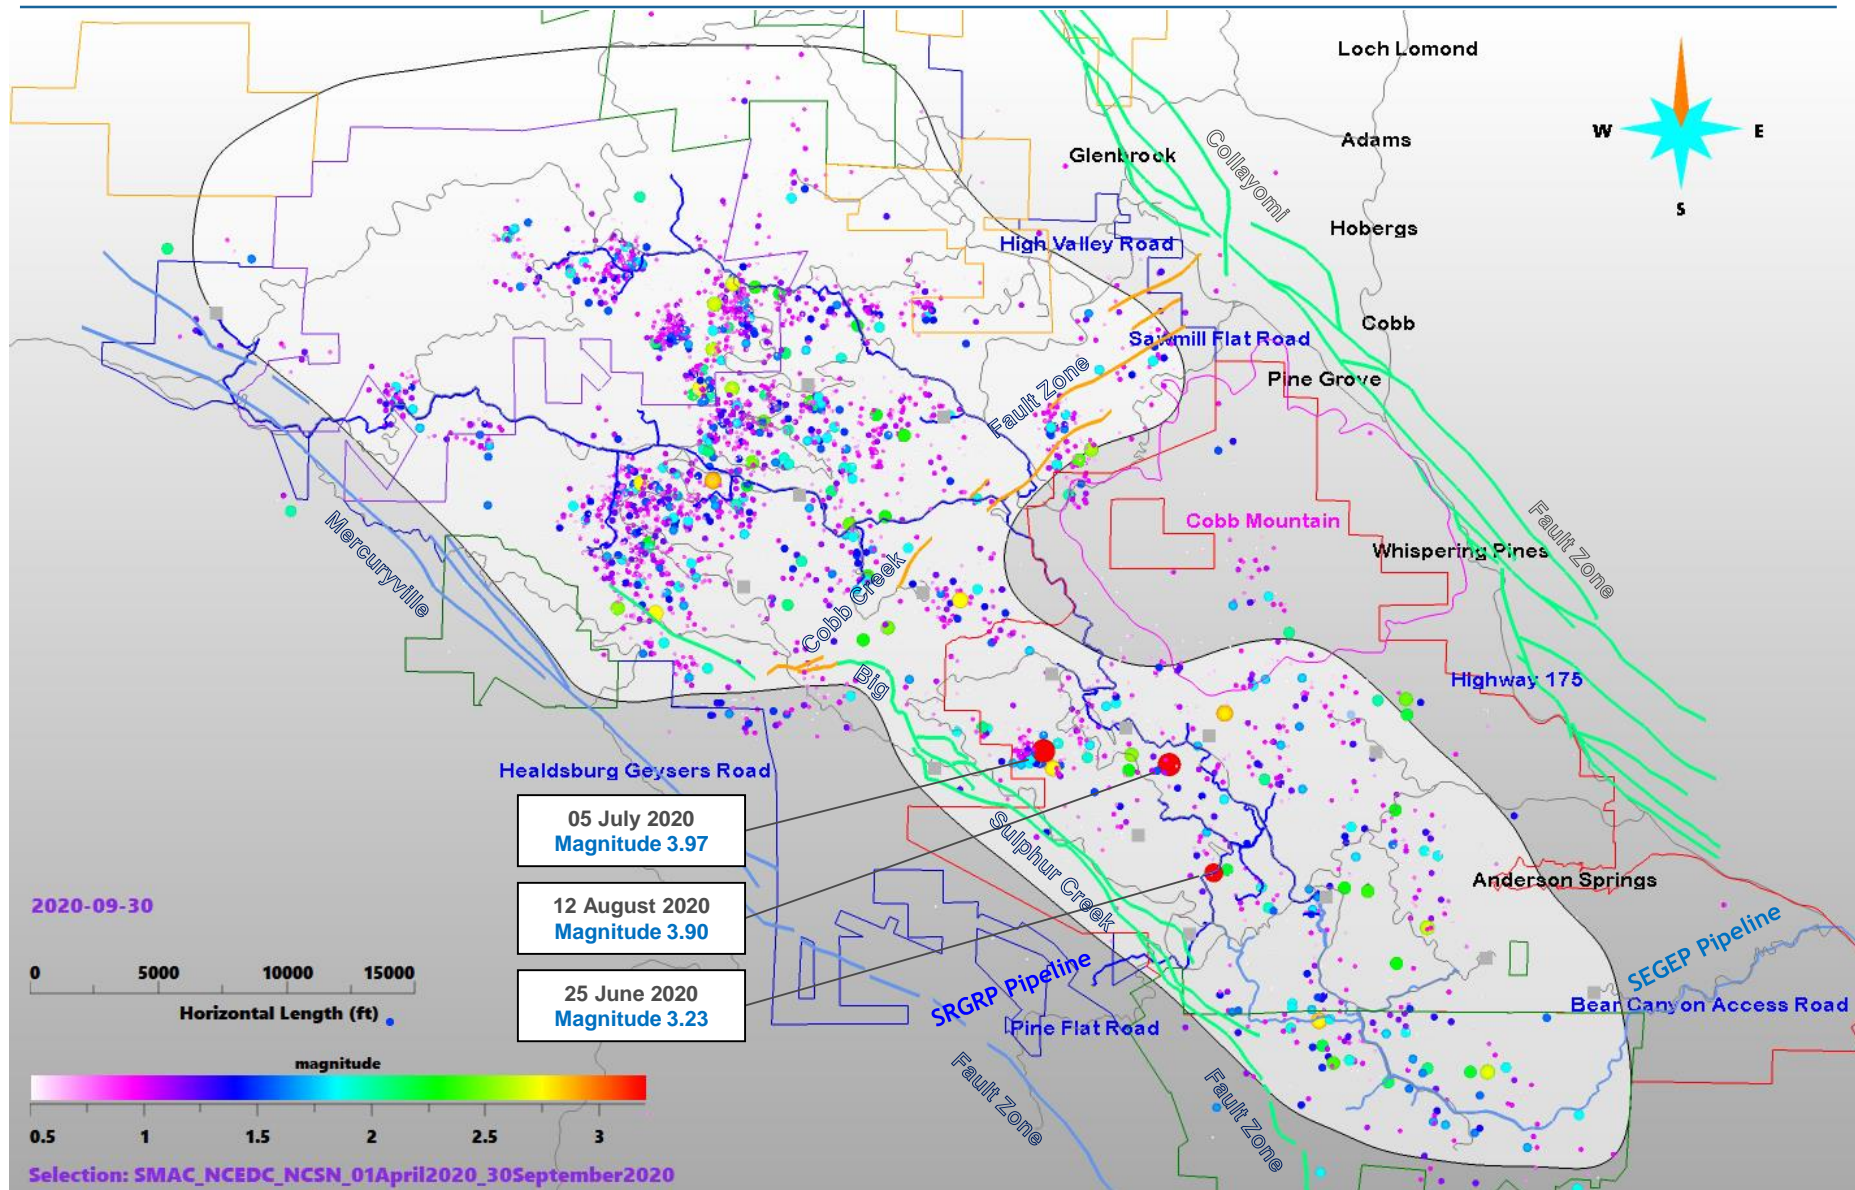 Loch Lomond
W
E
S
Adams
Glenbrook
Collayomi
Hobergs
High Valley Road
Cobb
Sawmill Flat Road
Pine Grove
Fault Zone
Mercuryville
Cobb Mountain
Fault Zone
Whispering Pines
Cobb Creek
Big
Highway 175
Healdsburg Geysers Road
05 July 2020
Magnitude 3.97
Sulphur Creek
12 August 2020
Magnitude 3.90
Anderson Springs
2020-09-30
25 June 2020
Magnitude 3.23
SRGRP Pipeline
SEGEP Pipeline
0 5000 10000 15000
Horizontal Length (ft)
Bear Canyon Access Road
Pine Flat Road
Fault Zone
Fault Zone
magnitude
0.5 1 1.5 2 2.5 3
Selection: SMAC_NCEDC_NCSN_01April2020_30September2020